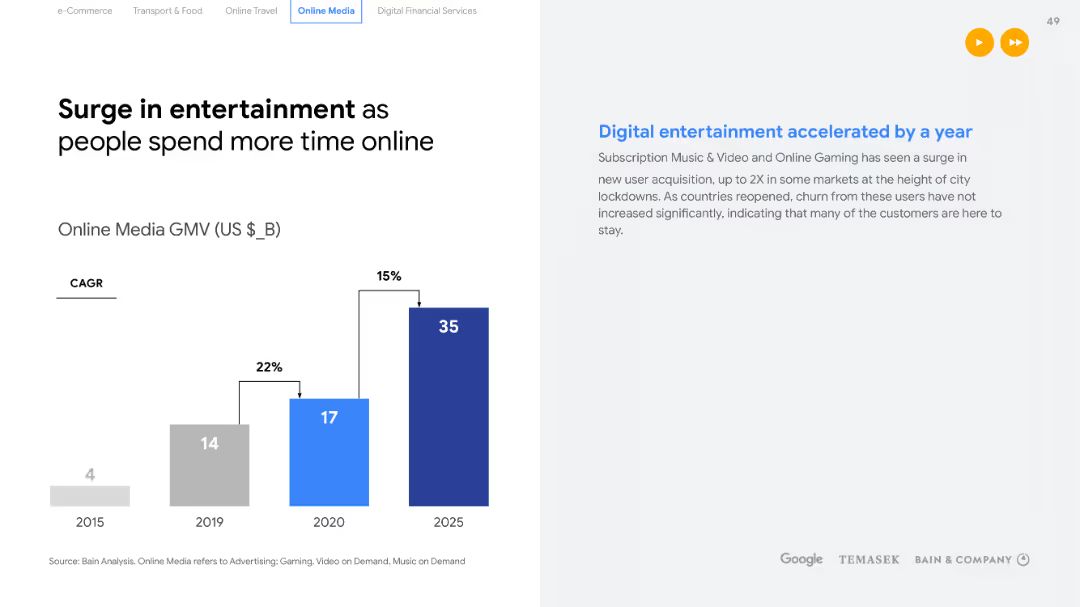 e-Commerce Transport & Food Online Travel Online Media Digital Financial Services
49
Surge in entertainment as
people spend more time online
Online Media GMV (US $_B)
CAGR
15%
35
22%
17
14
4
2015 2019 2020 2025
Source: Bain Analysis. Online Media refers to Advertising; Gaming. Video on Demand. Music on Demand
Digital entertainment accelerated by a year
Subscription Music & Video and Online Gaming has seen a surge in
new user acquisition, up to 2X in some markets at the height of city
lockdowns. As countries reopened, churn from these users have not
increased significantly, indicating that many of the customers are here to
stay.
Google TEMASEK BAIN & COMPANY